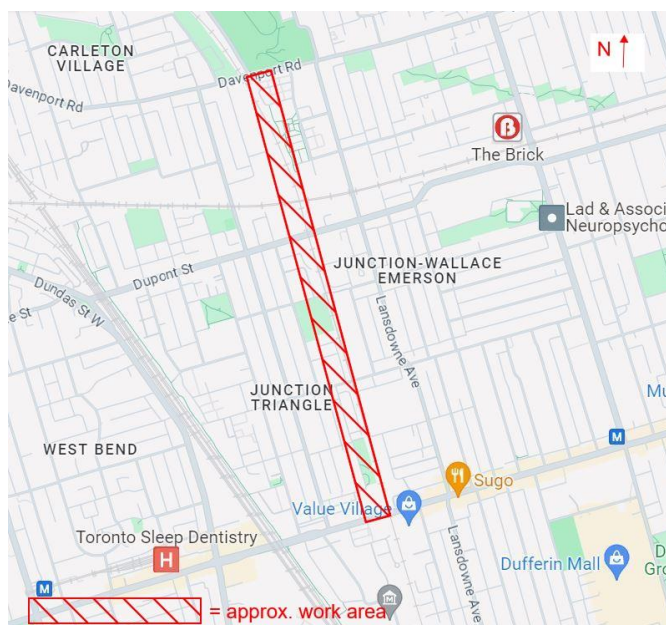 CARLETON
VILLAGE
N
Davenport Rd
Davenport Rd
The Brick
Lad & Associ
Neuropsycho
JUNCTION-WALLACE
EMERSON
Dupont St
Dundas St W
e St
Lansdowne Ave
JUNCTION
TRIANGLE
Mu
WEST BEND
M
Sugo
Value Village
Toronto Sleep Dentistry
H
Lansdowne Ave
Dufferin Mall
D
Gro
M
= approx. work area